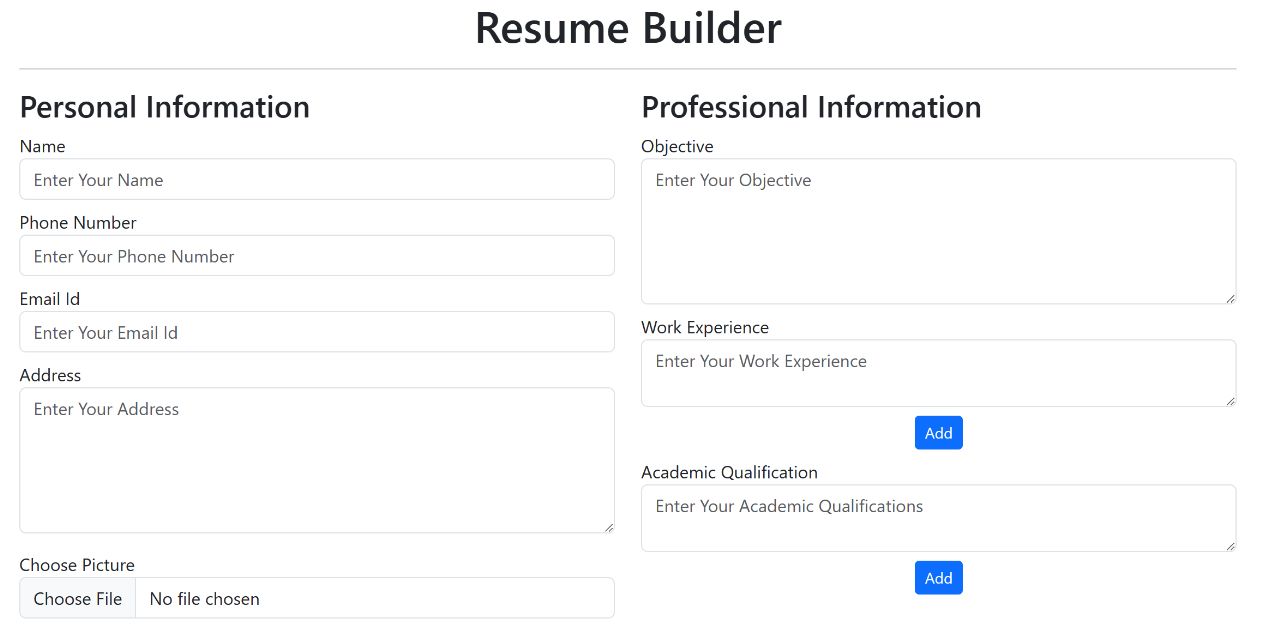 Resume Builder
Personal Information
Name
Enter Your Name
Phone Number
Enter Your Phone Number
Email Id
Enter Your Email Id
Address
Enter Your Address
Choose Picture
Choose File No file chosen
Professional Information
Objective
Enter Your Objective
Work Experience
Enter Your Work Experience
Add
Academic Qualification
Enter Your Academic Qualifications
Add